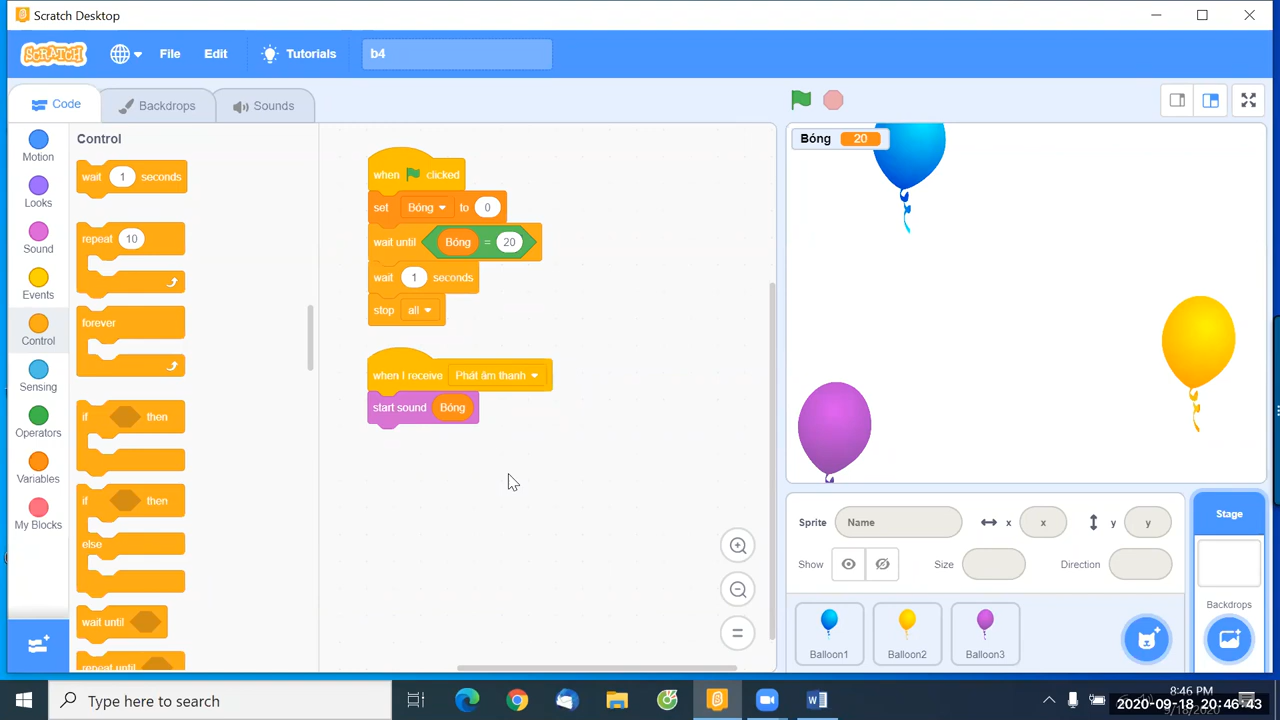 Scratch Desktop
SCRATCH File Edit Tutorials b4
Code Backdrops Sounds
Motion
Looks
Sound
Events
Control
Sensing
Operators
Variables
My Blocks
Control
wait 1 seconds
repeat 10
forever
if then
if then
else
wait until
repeat until
when clicked
set Bóng to 0
wait until Bóng = 20
wait 1 seconds
stop all
when I receive Phát âm thanh
start sound Bóng
Bóng 20
Sprite Name x x y y
Show Size Direction
Balloon1 Balloon2 Balloon3
Stage
Backdrops
Type here to search
8:46 PM
2020-09-18 20:46:43